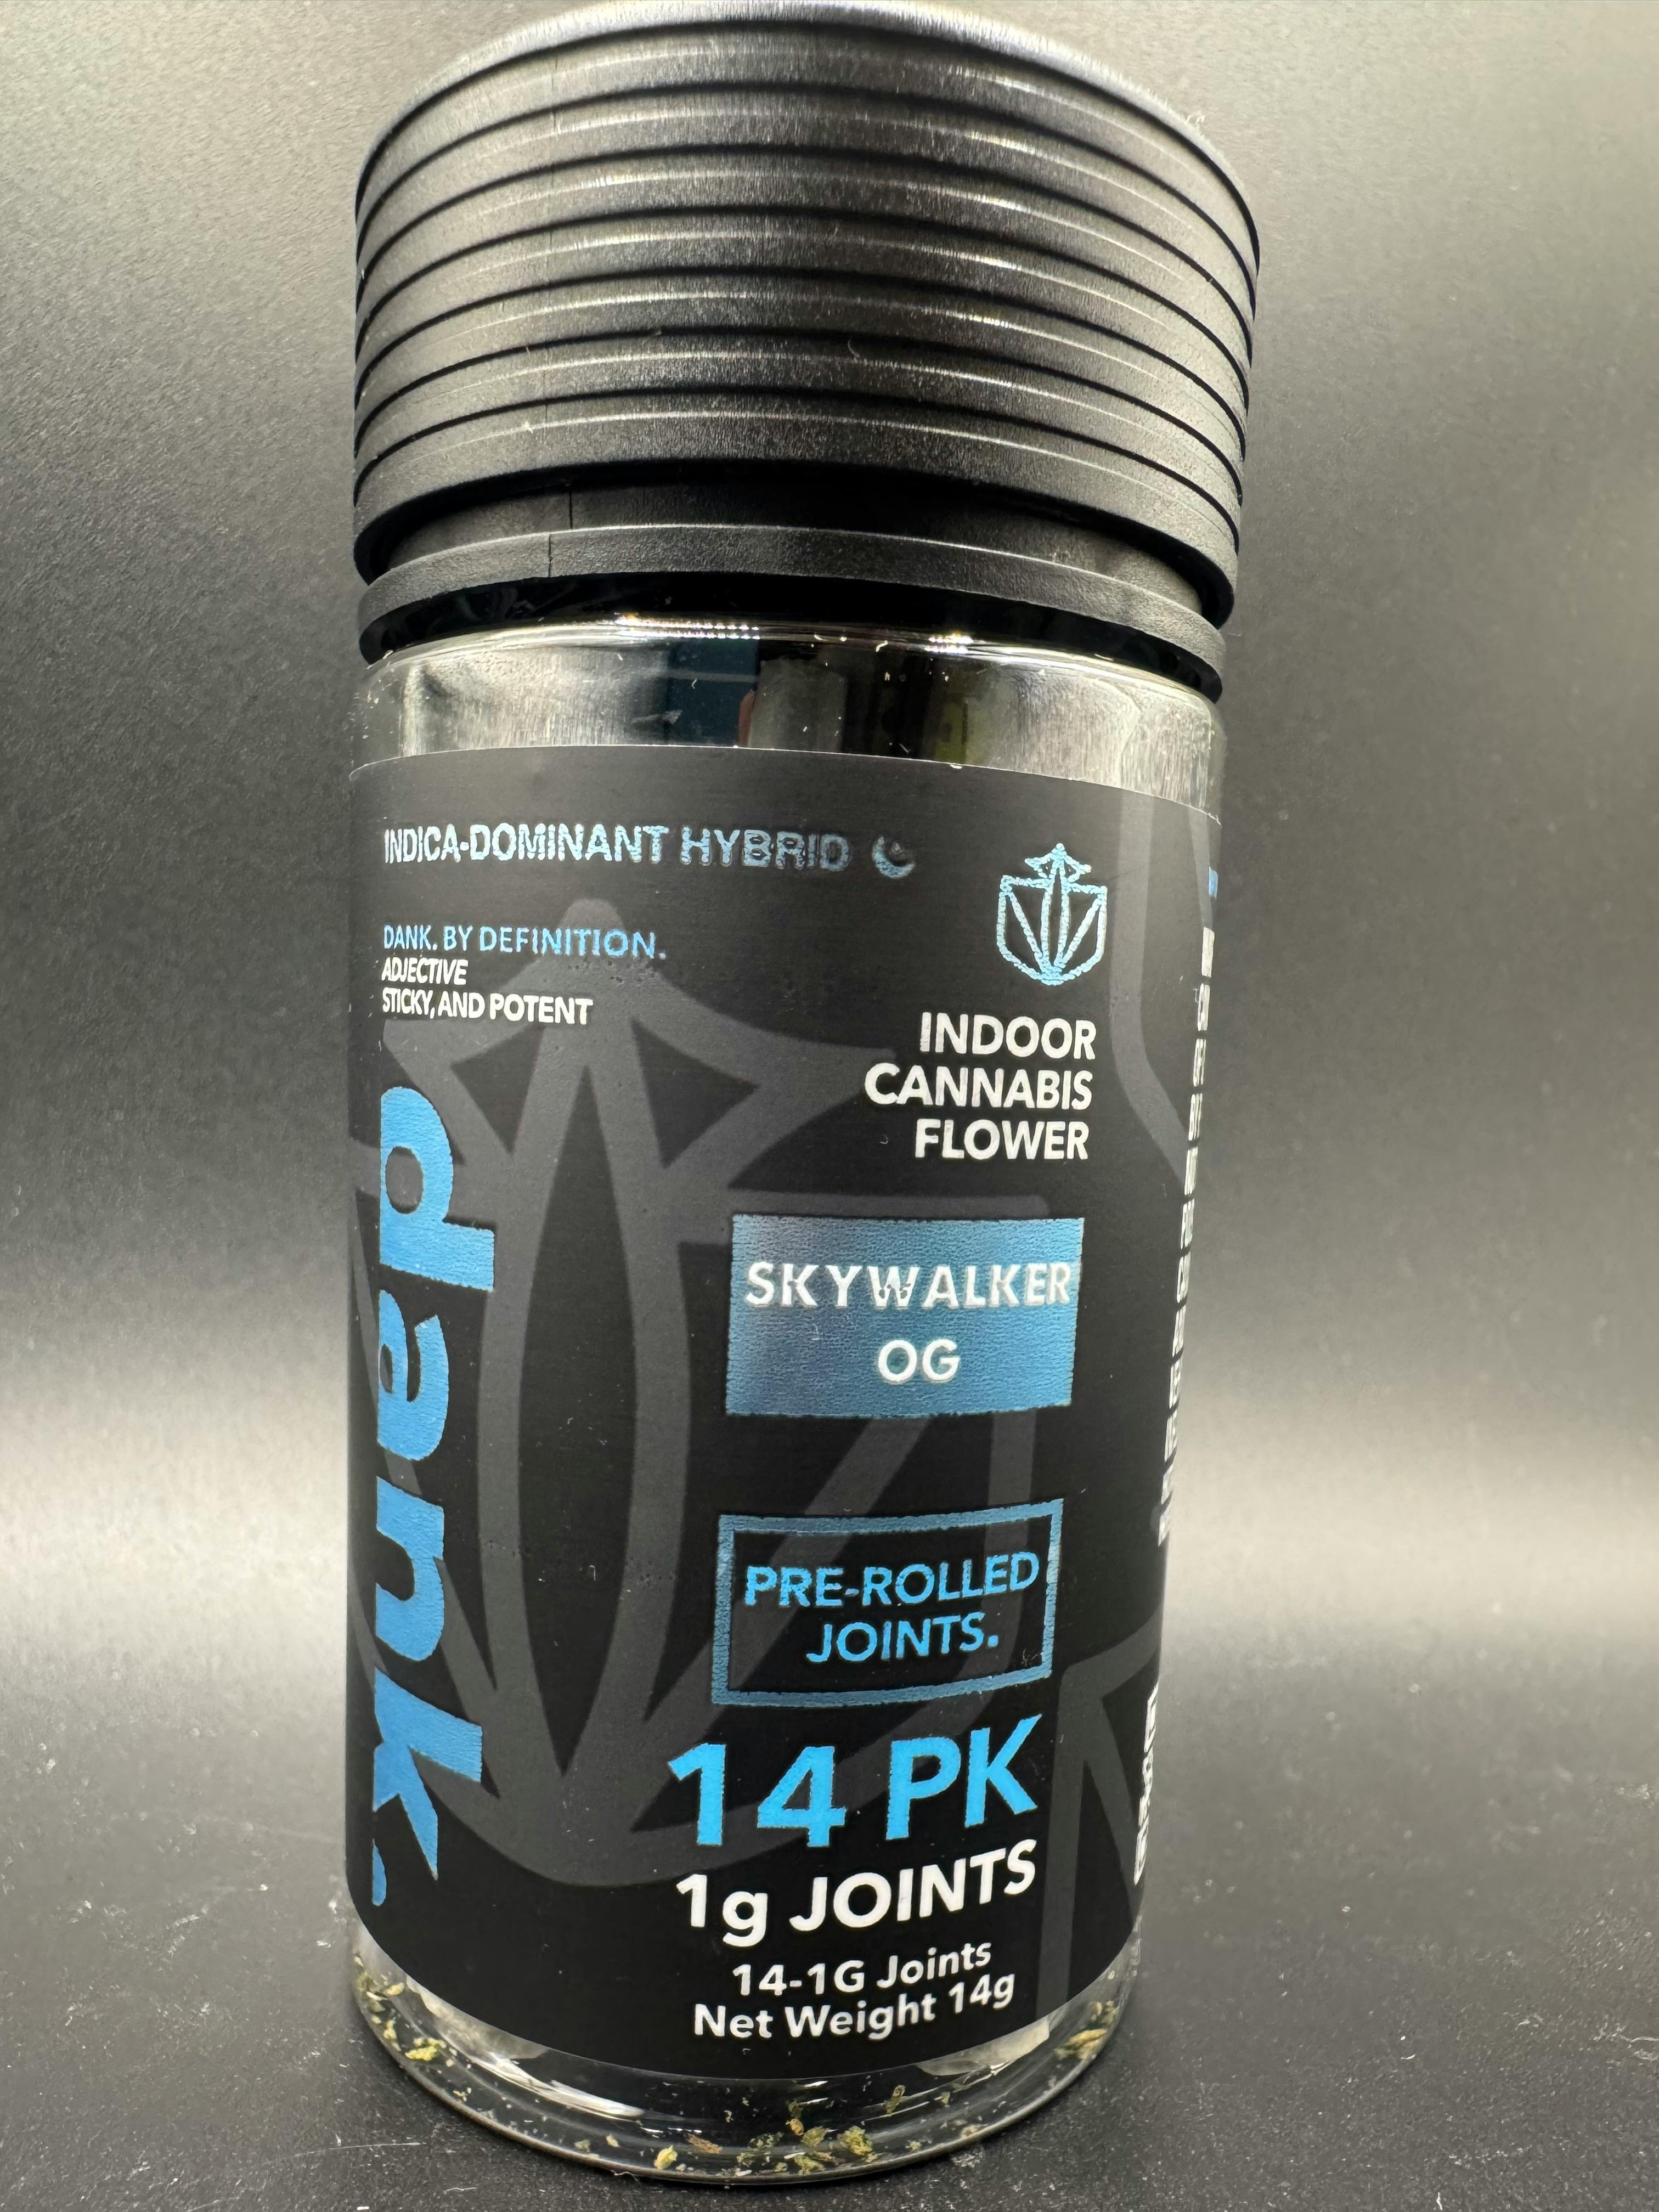 INDICA-DOMINANT HYBRID
DANK. BY DEFINITION.
ADJECTIVE
STICKY, AND POTENT
dank.
INDOOR
CANNABIS
FLOWER
SKYWALKER
OG
PRE-ROLLED
JOINTS.
14 PK
1g JOINTS
14-1G Joints
Net Weight 14g